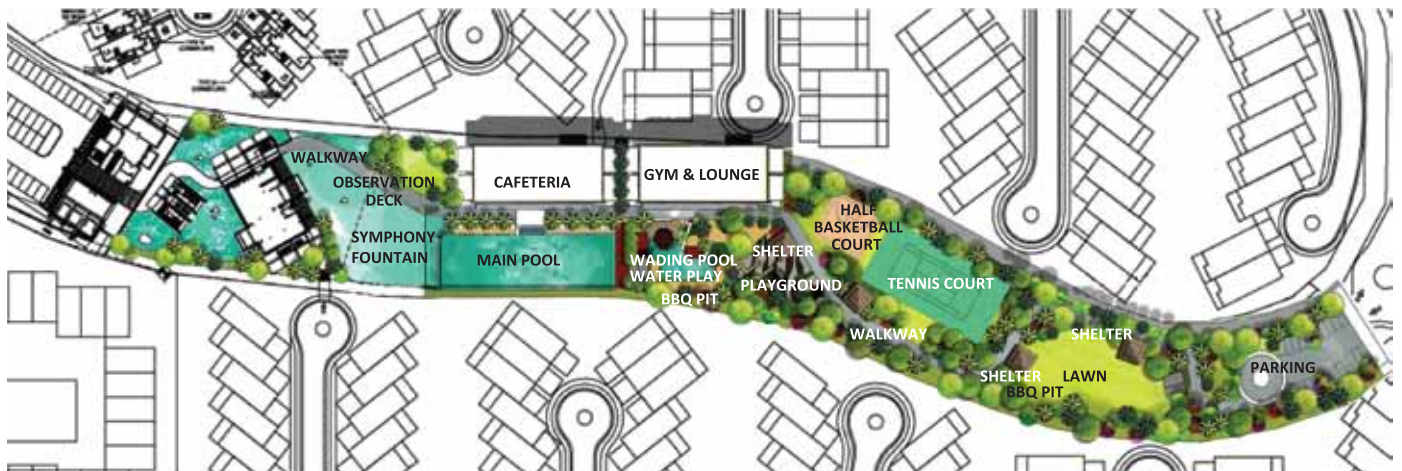 WALKWAY
OBSERVATION
DECK
SYMPHONY
FOUNTAIN
CAFETERIA
MAIN POOL
GYM & LOUNGE
WADING POOL
WATER PLAY
BBQ PIT
SHELTER
PLAYGROUND
HALF
BASKETBALL
COURT
TENNIS COURT
WALKWAY
SHELTER
SHELTER
BBQ PIT
LAWN
PARKING